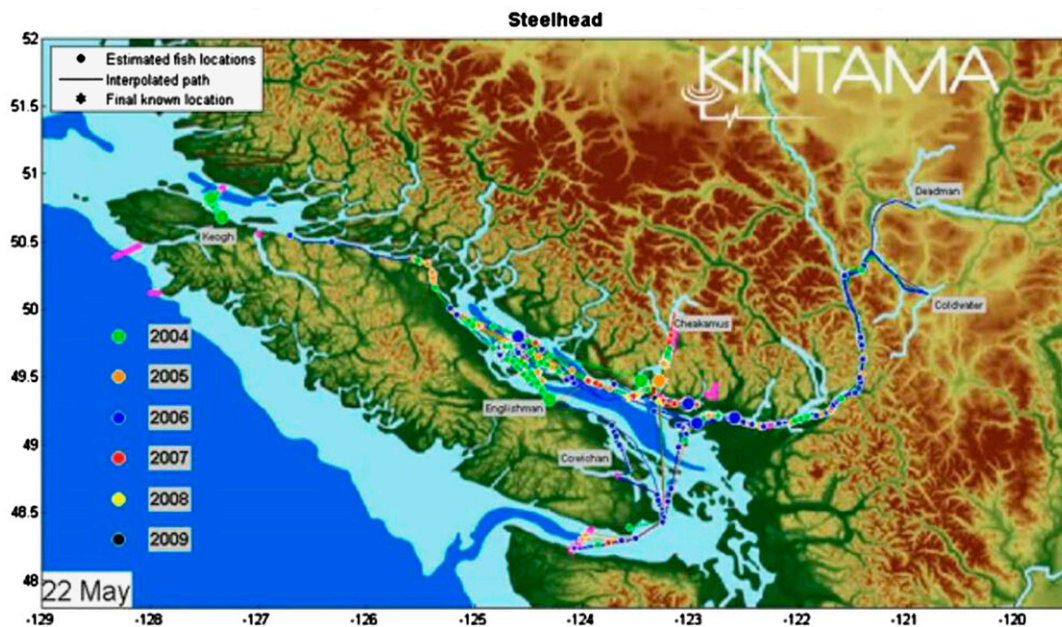 Steelhead
52
51.5
51
50.5
50
49.5
49
48.5
48
Estimated fish locations
Interpolated path
Final known location
KINTAMA
Deadman
Keogh
Coldwater
Cheakamus
Englishman
Cowichan
2004
2005
2006
2007
2008
2009
22 May
-129
-128
-127
-126
-125
-124
-123
-122
-121
-120